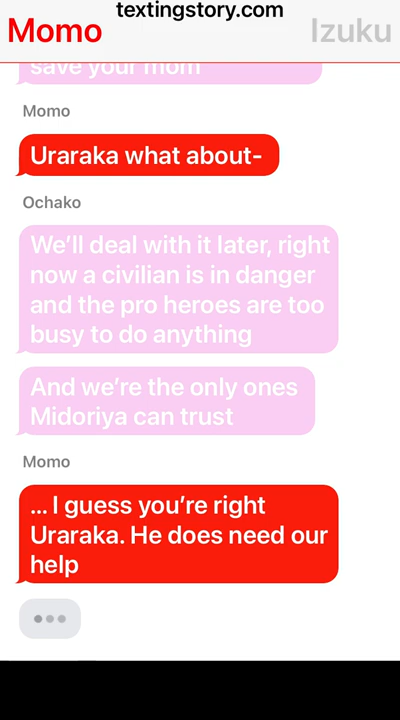 textingstory.com
Momo
Izuku
save your mom
Momo
Uraraka what about-
Ochako
We'll deal with it later, right
now a civilian is in danger
and the pro heroes are too
busy to do anything
And we're the only ones
Midoriya can trust
Momo
... I guess you're right
Uraraka. He does need our
help